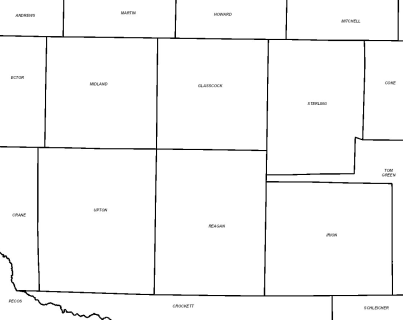 ANDREWS
MARTIN
HOWARD
MITCHELL
ECTOR
MIDLAND
GLASSCOCK
STERLING
COKE
TOM
GREEN
CRANE
UPTON
REAGAN
IRION
PECOS
CROCKETT
SCHLEICHER